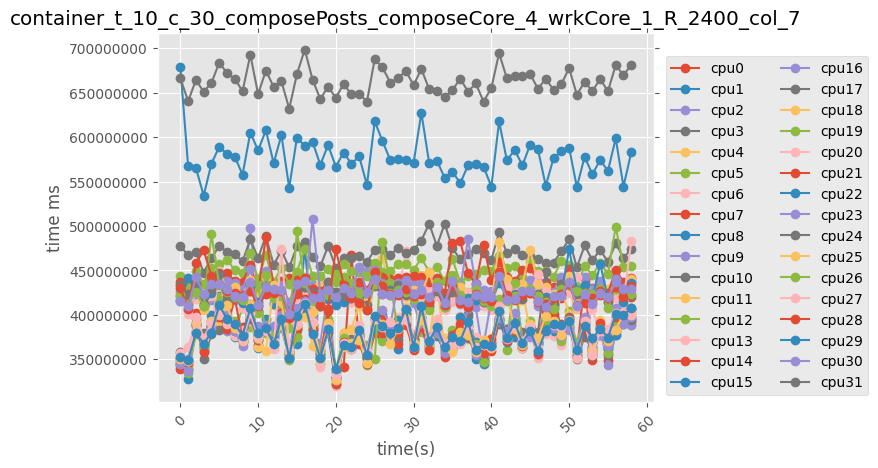 container_t_10_c_30_composePosts_composeCore_4_wrkCore_1_R_2400_col_7
time ms
700000000
650000000
600000000
550000000
500000000
450000000
400000000
350000000
0
10
20
30
40
50
60
time(s)
cpu0
cpu1
cpu2
cpu3
cpu4
cpu5
cpu6
cpu7
cpu8
cpu9
cpu10
cpu11
cpu12
cpu13
cpu14
cpu15
cpu16
cpu17
cpu18
cpu19
cpu20
cpu21
cpu22
cpu23
cpu24
cpu25
cpu26
cpu27
cpu28
cpu29
cpu30
cpu31